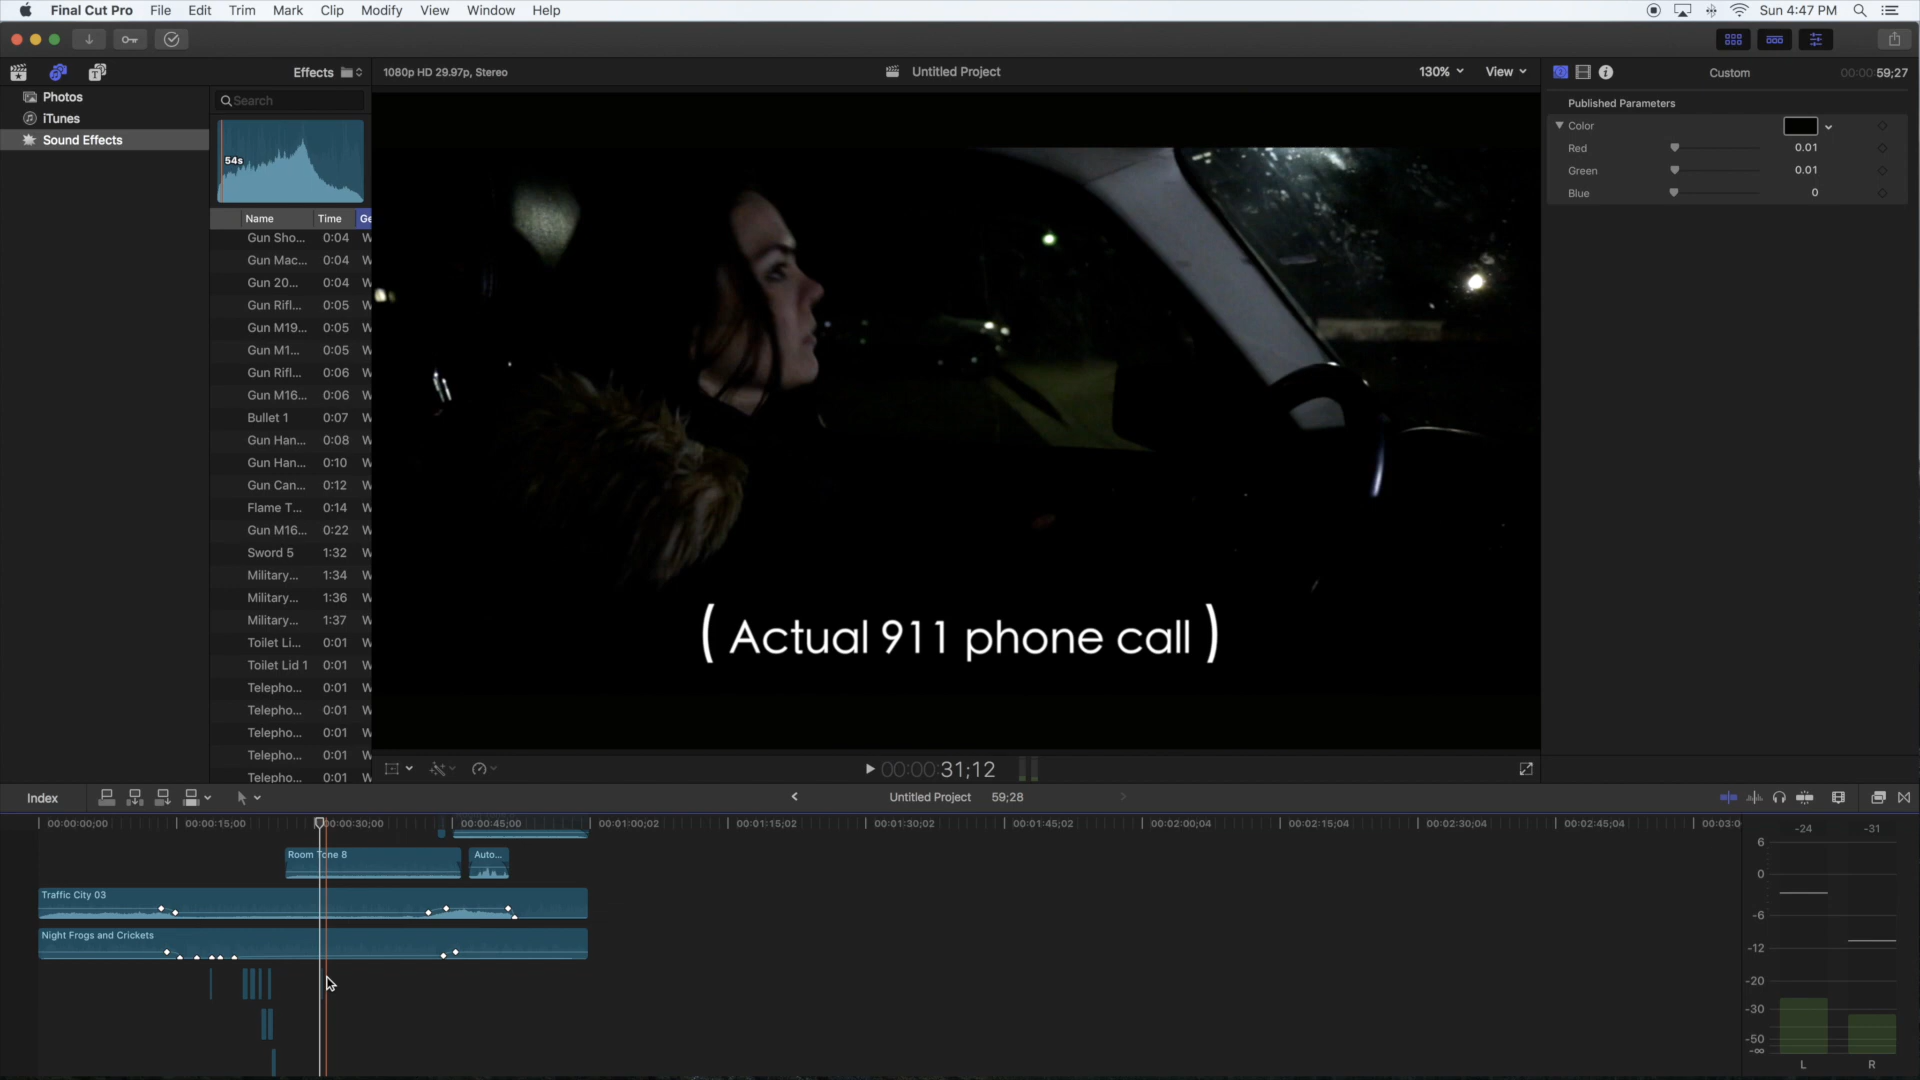 Final Cut Pro File Edit Trim Mark Clip Modify View Window Help
Sun 4:47 PM
Effects
1080p HD 29.97p, Stereo
Untitled Project
130%
View
Custom
00:00:59;27
Photos
iTunes
Sound Effects
Search
54s
Name Time Ge
Gun Sho... 0:04 W
Gun Mac... 0:04 W
Gun 20... 0:04 W
Gun Rifl... 0:05 W
Gun M19... 0:05 W
Gun M1... 0:05 W
Gun Rifl... 0:06 W
Gun M16... 0:06 W
Bullet 1 0:07 W
Gun Han... 0:08 W
Gun Han... 0:10 W
Gun Can... 0:12 W
Flame T... 0:14 W
Gun M16... 0:22 W
Sword 5 1:32 W
Military... 1:34 W
Military... 1:36 W
Military... 1:37 W
Toilet Li... 0:01 W
Toilet Lid 1 0:01 W
Telepho... 0:01 W
Telepho... 0:01 W
Telepho... 0:01 W
Telepho... 0:01 W
Telepho... 0:01 W
Published Parameters
Color
Red 0.01
Green 0.01
Blue 0
( Actual 911 phone call )
00:00:31;12
Index
Untitled Project 59;28
00:00:00;00 00:00:15;00 00:00:30;00 00:00:45;00 00:01:00;02 00:01:15;02 00:01:30;02 00:01:45;02 00:02:00;04 00:02:15;04 00:02:30;04 00:02:45;04 00:03:0
Room Tone 8
Auto...
Traffic City 03
Night Frogs and Crickets
-24 -31
6
0
-6
-12
-20
-30
-50
-∞
L R